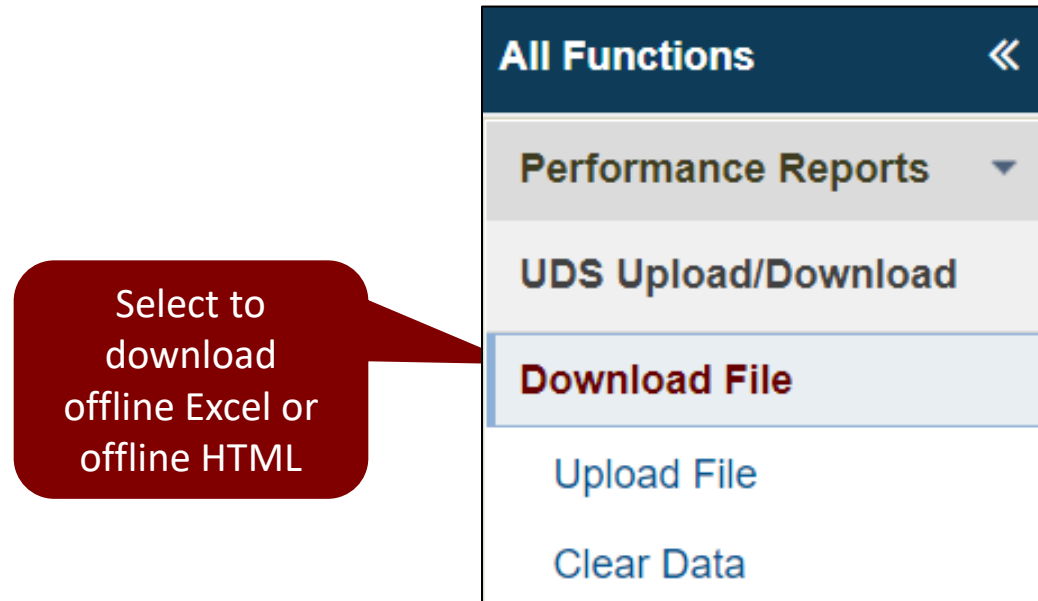 All Functions «
Performance Reports
UDS Upload/Download
Select to
download
offline Excel or
offline HTML
Download File
Upload File
Clear Data